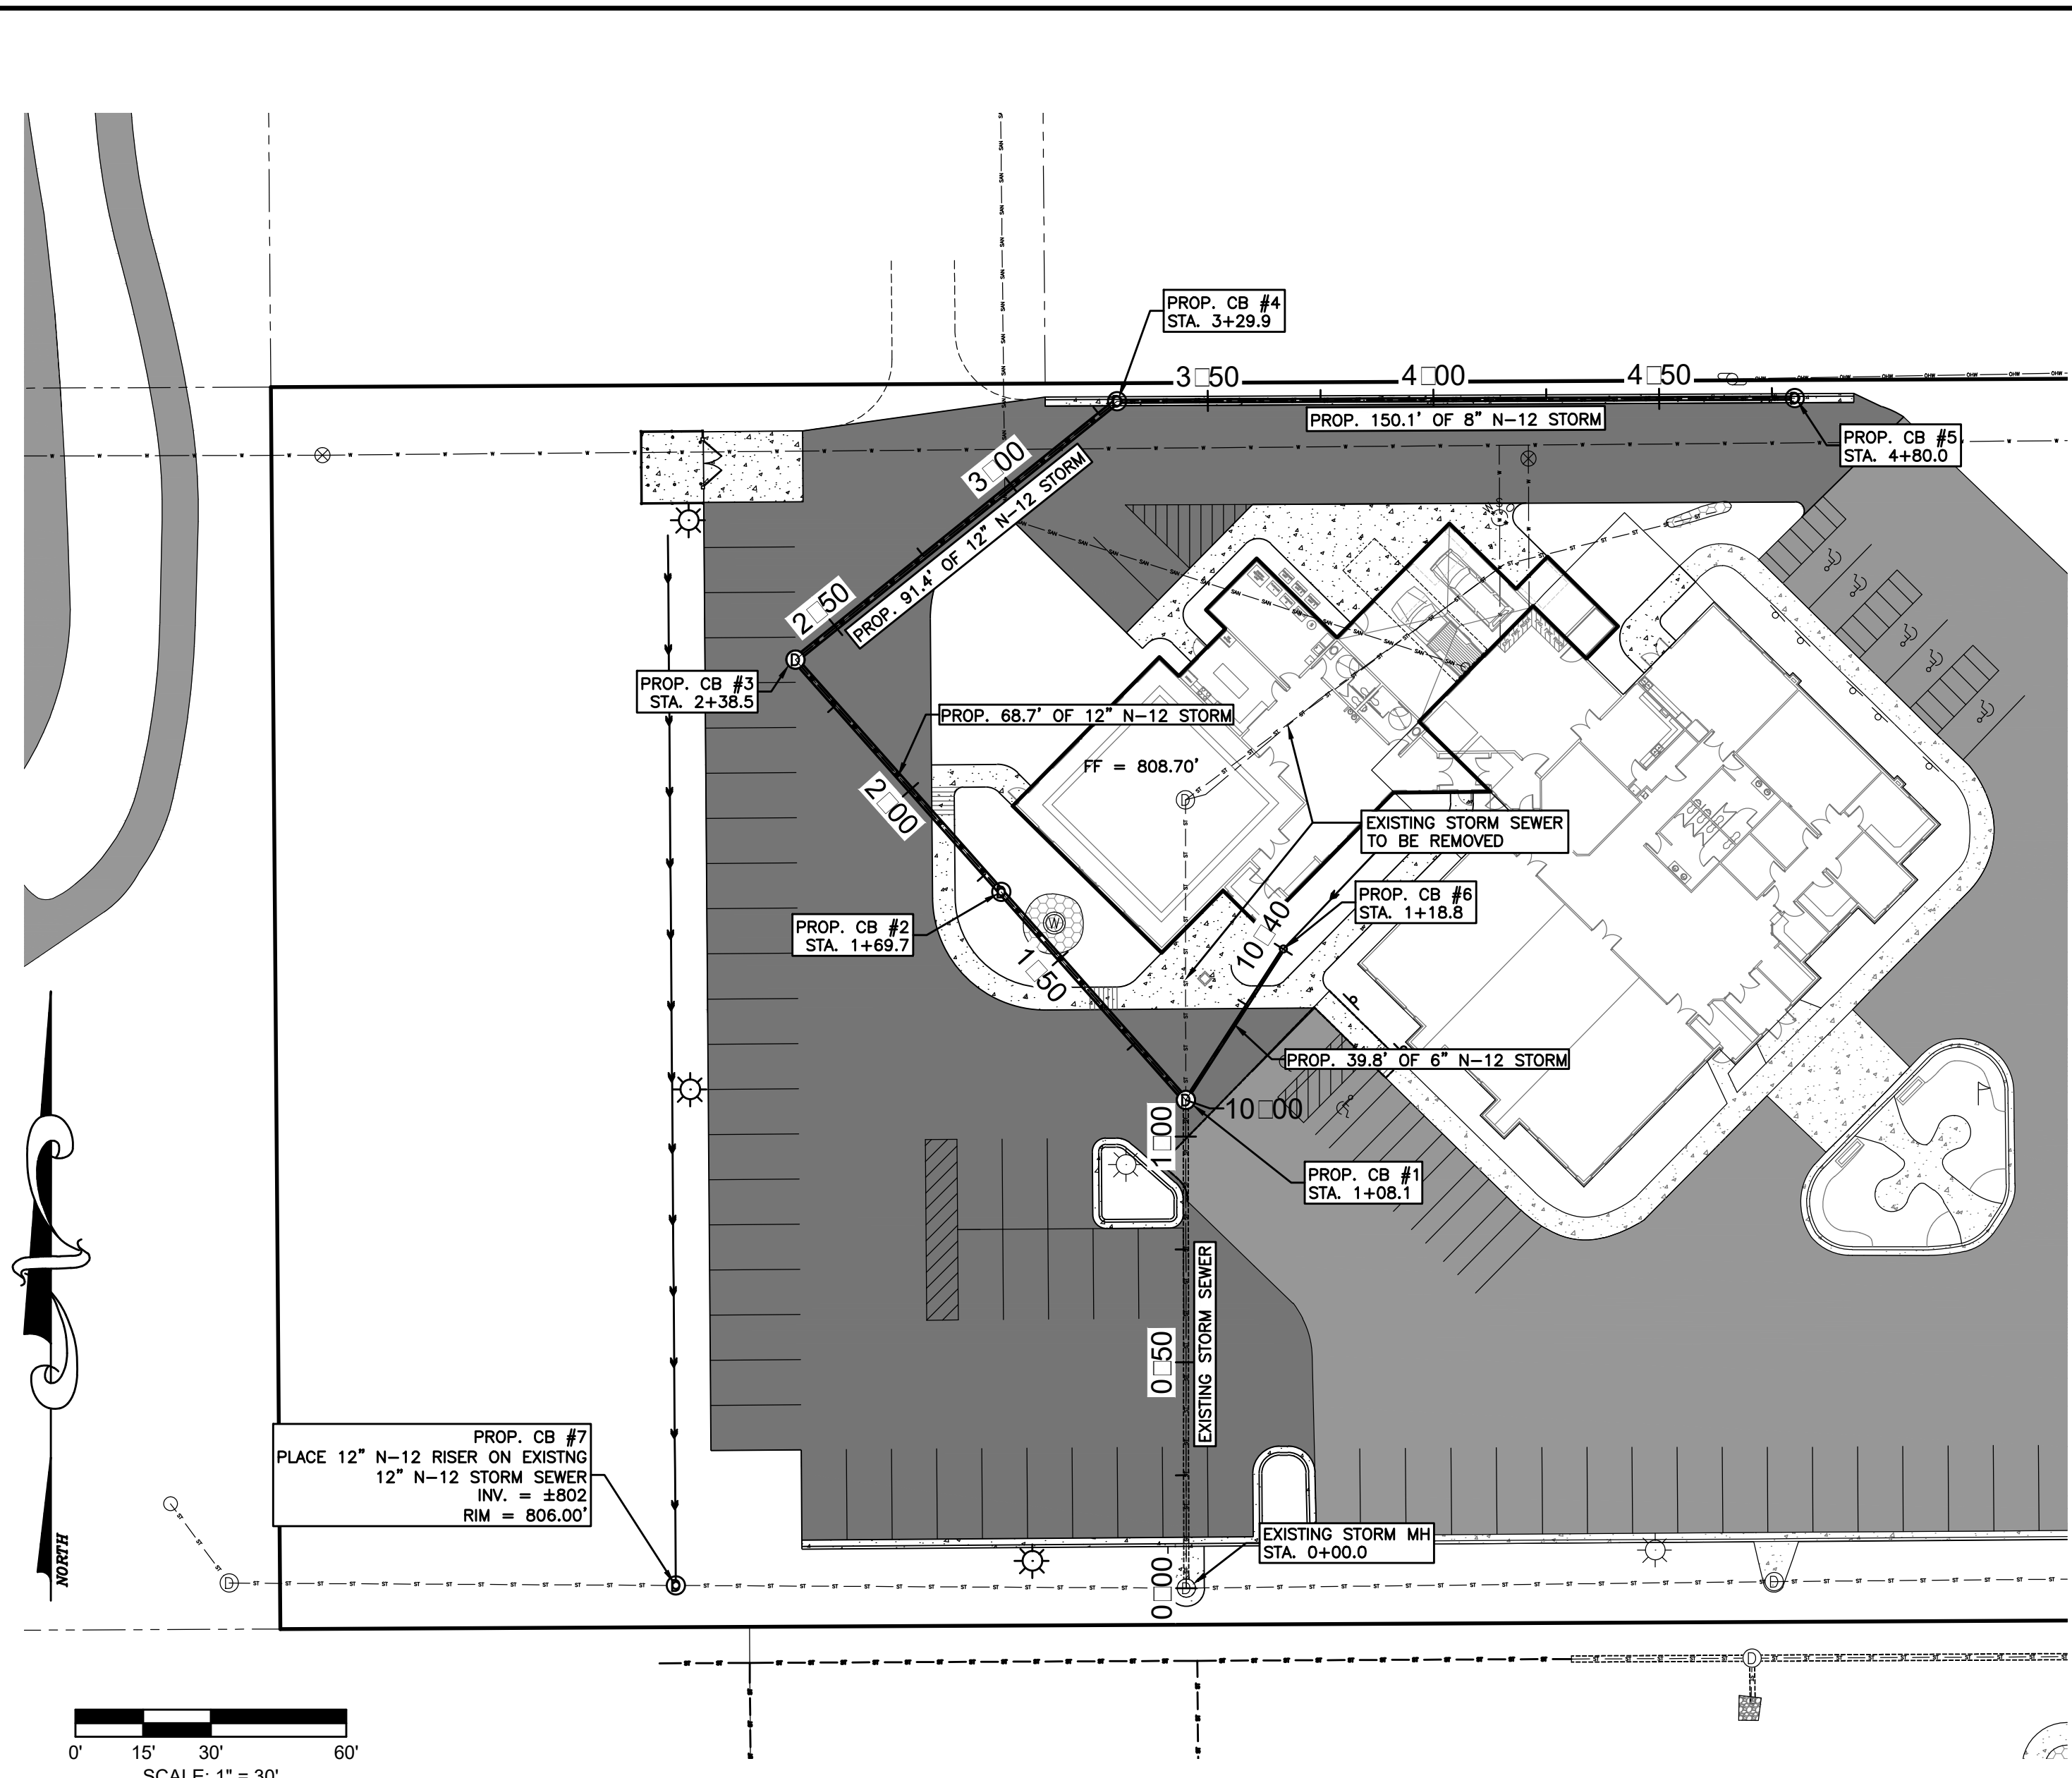 PROP. CB #4
STA. 3+29.9
3□50
4□00
4□50
PROP. 150.1' OF 8" N-12 STORM
PROP. CB #5
STA. 4+80.0
3□00
PROP. 91.4' OF 12" N-12 STORM
2□50
PROP. CB #3
STA. 2+38.5
PROP. 68.7' OF 12" N-12 STORM
FF = 808.70'
2□00
EXISTING STORM SEWER
TO BE REMOVED
PROP. CB #6
STA. 1+18.8
PROP. CB #2
STA. 1+69.7
10□40
1□50
PROP. 39.8' OF 6" N-12 STORM
10□00
1□00
PROP. CB #1
STA. 1+08.1
EXISTING STORM SEWER
0□50
PROP. CB #7
PLACE 12" N-12 RISER ON EXISTNG
12" N-12 STORM SEWER
INV. = ±802
RIM = 806.00'
EXISTING STORM MH
STA. 0+00.0
0□00
NORTH
0' 15' 30' 60'
SCALE: 1" = 30'